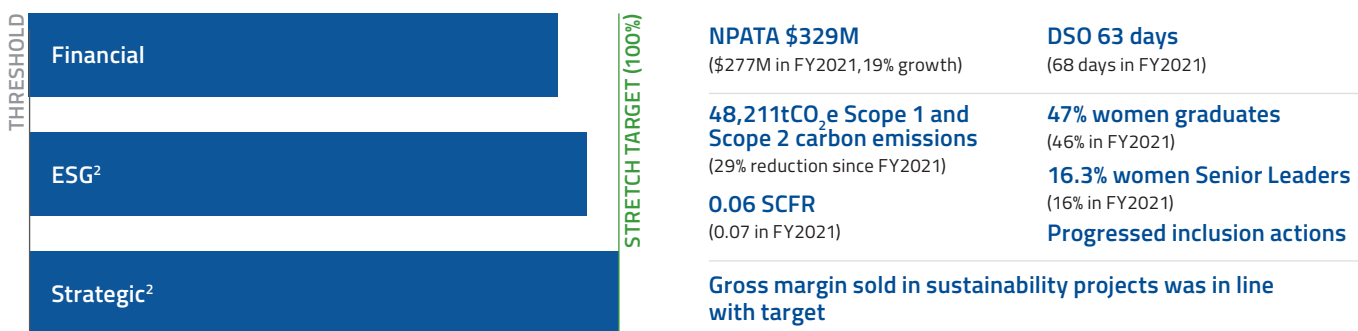 THRESHOLD
Financial
ESG²
Strategic²
STRETCH TARGET (100%)
NPATA $329M
($277M in FY2021,19% growth)
DSO 63 days
(68 days in FY2021)
48,211tCO₂e Scope 1 and
Scope 2 carbon emissions
(29% reduction since FY2021)
0.06 SCFR
(0.07 in FY2021)
47% women graduates
(46% in FY2021)
16.3% women Senior Leaders
(16% in FY2021)
Progressed inclusion actions
Gross margin sold in sustainability projects was in line
with target